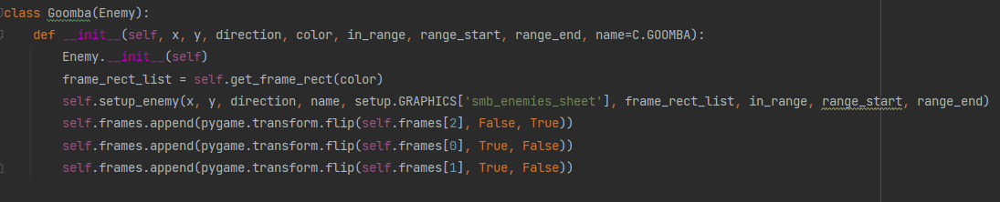 class Goomba(Enemy):
    def __init__(self, x, y, direction, color, in_range, range_start, range_end, name=C.GOOMBA):
        Enemy.__init__(self)
        frame_rect_list = self.get_frame_rect(color)
        self.setup_enemy(x, y, direction, name, setup.GRAPHICS['smb_enemies_sheet'], frame_rect_list, in_range, range_start, range_end)
        self.frames.append(pygame.transform.flip(self.frames[2], False, True))
        self.frames.append(pygame.transform.flip(self.frames[0], True, False))
        self.frames.append(pygame.transform.flip(self.frames[1], True, False))